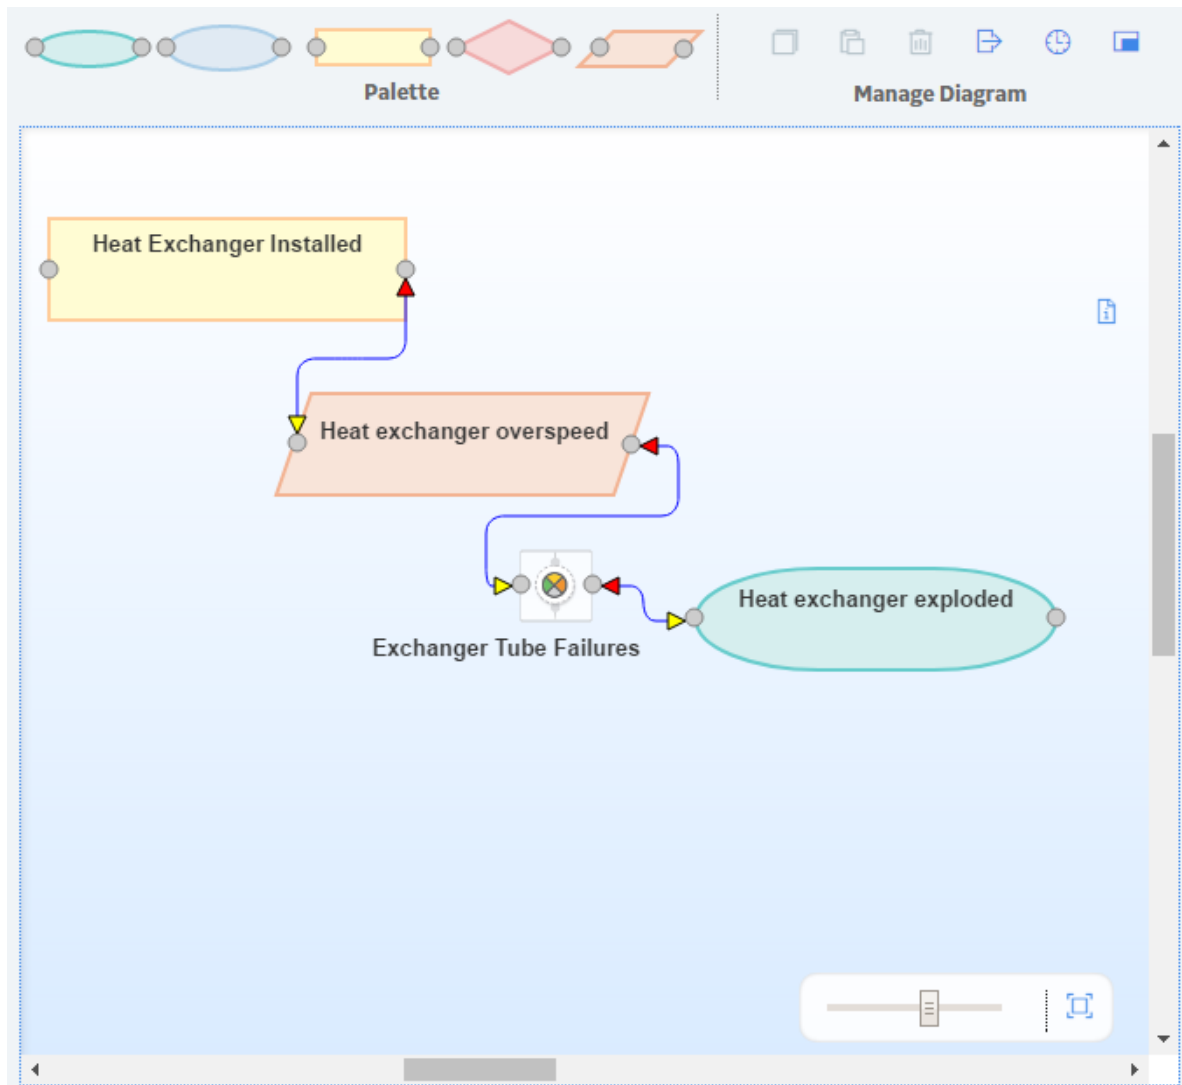 Palette
Manage Diagram
Heat Exchanger Installed
Heat exchanger overspeed
Heat exchanger exploded
Exchanger Tube Failures